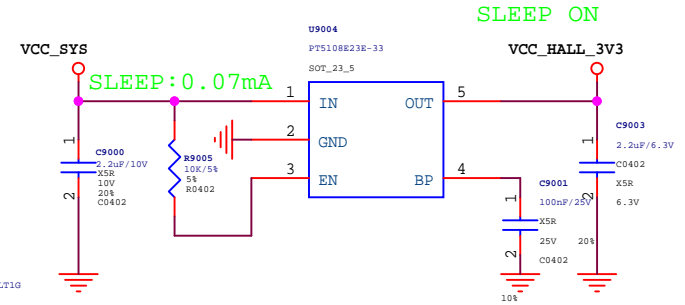 SLEEP ON
U9004
PT5108E23E-33
SOT_23_5
VCC_SYS
VCC_HALL_3V3
SLEEP:0.07mA
1
IN
OUT
5
2
GND
3
EN
BP
4
1
C9000
2.2uF/10V
X5R
10V
20%
C0402
2
R9005
10K/5%
5%
R0402
1
C9001
100nF/25V
X5R
25V
20%
C0402
2
10%
1
C9003
2.2uF/6.3V
C0402
X5R
6.3V
2
LT1G